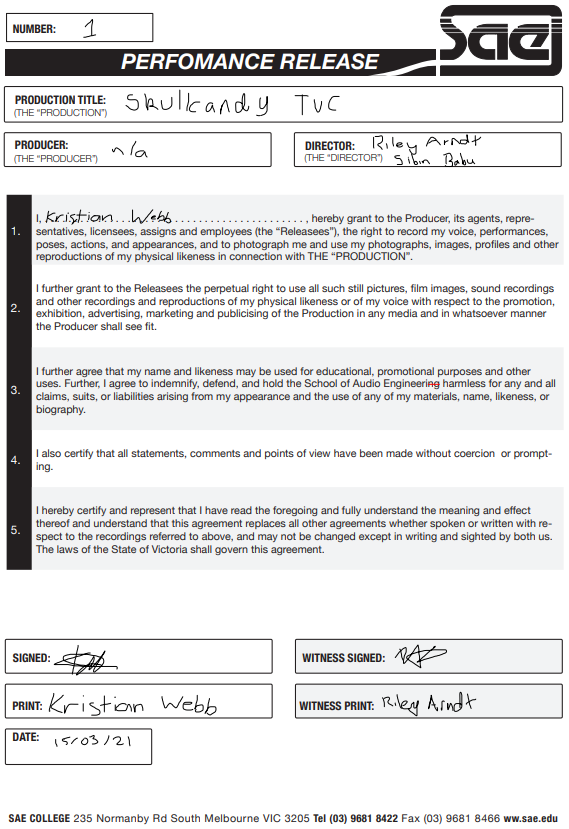 NUMBER: 1
sae
PERFOMANCE RELEASE
PRODUCTION TITLE: Skullcandy TVC
(THE “PRODUCTION”)
PRODUCER: n/a
(THE “PRODUCER”)
DIRECTOR: Riley Arndt
(THE “DIRECTOR”) Sibin Babu
1. I, Kristian Webb, hereby grant to the Producer, its agents, repre-
sentatives, licensees, assigns and employees (the “Releasees”), the right to record my voice, performances,
poses, actions, and appearances, and to photograph me and use my photographs, images, profiles and other
reproductions of my physical likeness in connection with THE “PRODUCTION”.
2. I further grant to the Releasees the perpetual right to use all such still pictures, film images, sound recordings
and other recordings and reproductions of my physical likeness or of my voice with respect to the promotion,
exhibition, advertising, marketing and publicising of the Production in any media and in whatsoever manner
the Producer shall see fit.
3. I further agree that my name and likeness may be used for educational, promotional purposes and other
uses. Further, I agree to indemnify, defend, and hold the School of Audio Engineering harmless for any and all
claims, suits, or liabilities arising from my appearance and the use of any of my materials, name, likeness, or
biography.
4. I also certify that all statements, comments and points of view have been made without coercion or prompt-
ing.
5. I hereby certify and represent that I have read the foregoing and fully understand the meaning and effect
thereof and understand that this agreement replaces all other agreements whether spoken or written with re-
spect to the recordings referred to above, and may not be changed except in writing and sighted by both us.
The laws of the State of Victoria shall govern this agreement.
SIGNED:
WITNESS SIGNED:
PRINT: Kristian Webb
WITNESS PRINT: Riley Arndt
DATE: 15/03/21
SAE COLLEGE 235 Normanby Rd South Melbourne VIC 3205 Tel (03) 9681 8422 Fax (03) 9681 8466 ww.sae.edu